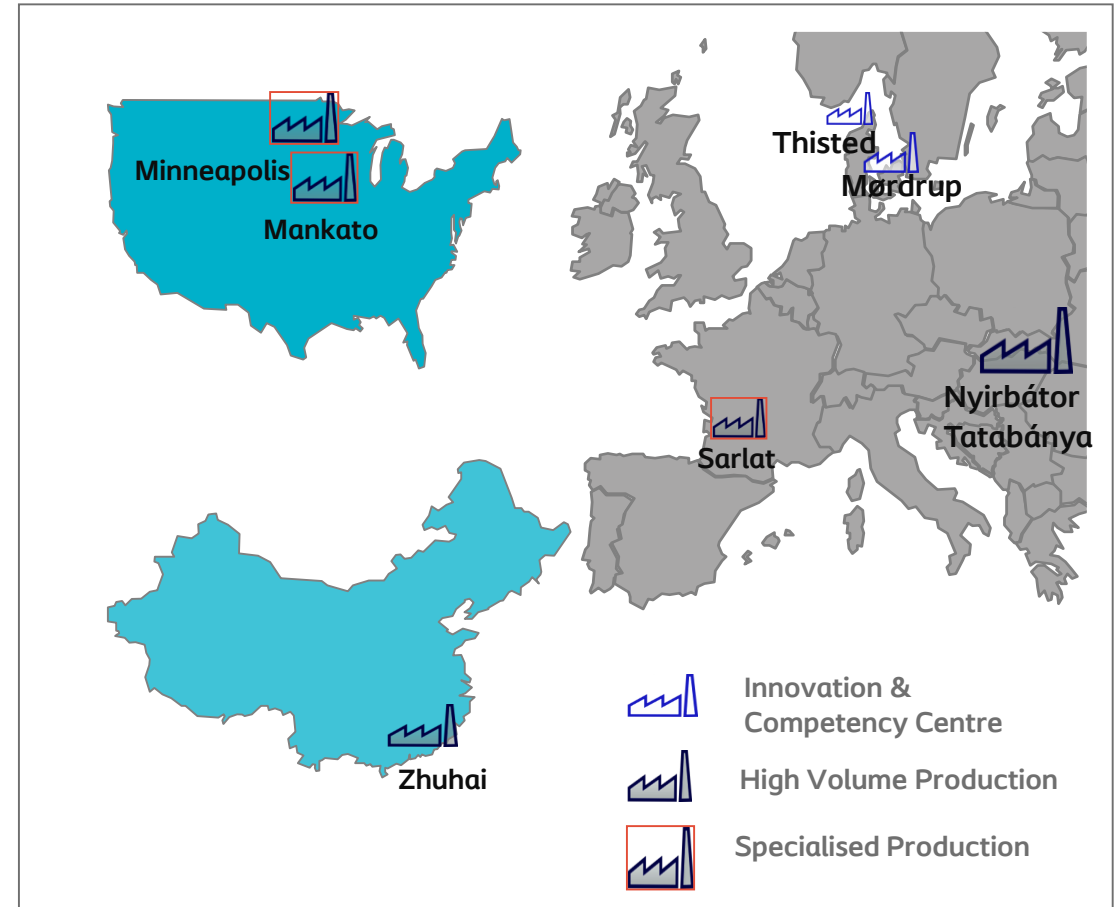 Minneapolis
Mankato
Thisted
Mørdrup
Nyirbátor
Tatabánya
Sarlat
Zhuhai
Innovation &
Competency Centre
High Volume Production
Specialised Production